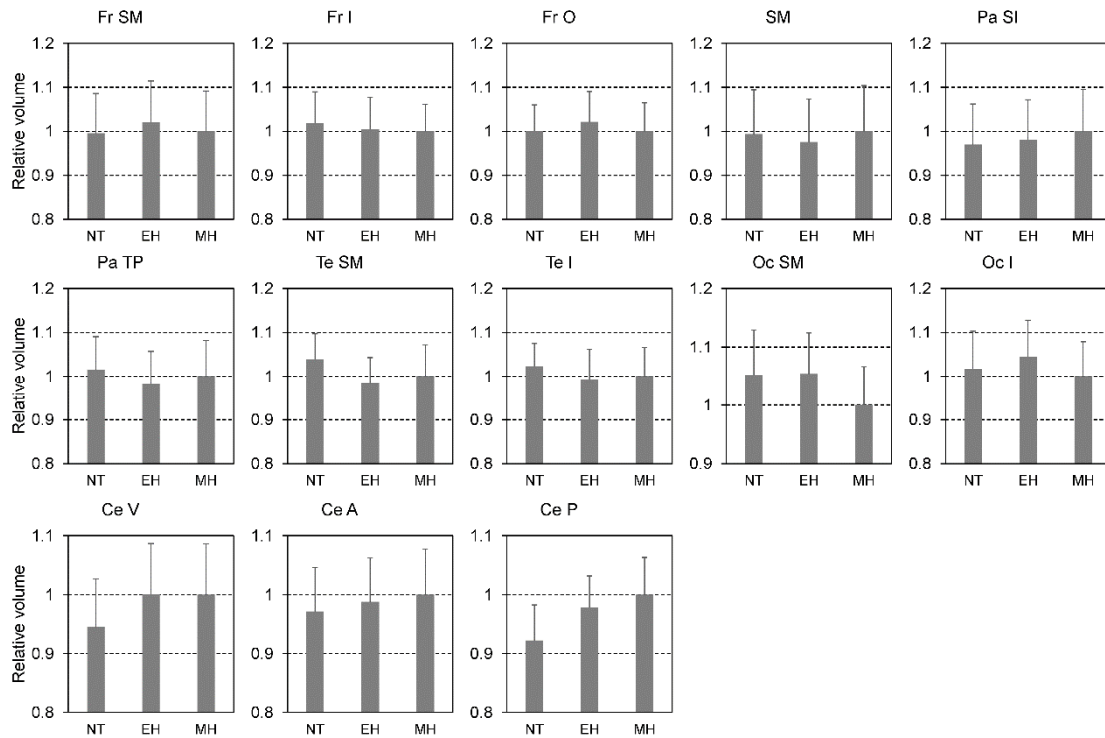 Fr SM Fr I Fr O SM Pa SI
1.2 1.2 1.2 1.2 1.2
1.1 1.1 1.1 1.1 1.1
1 1 1 1 1
0.9 0.9 0.9 0.9 0.9
0.8 0.8 0.8 0.8 0.8
Relative volume
NT EH MH NT EH MH NT EH MH NT EH MH NT EH MH
Pa TP Te SM Te I Oc SM Oc I
1.2 1.2 1.2 1.2 1.2
1.1 1.1 1.1 1.1 1.1
1 1 1 1 1
0.9 0.9 0.9 0.9
0.8 0.8 0.8 0.9 0.8
Relative volume
NT EH MH NT EH MH NT EH MH NT EH MH NT EH MH
Ce V Ce A Ce P
1.1 1.1 1.1
1 1 1
0.9 0.9 0.9
0.8 0.8 0.8
Relative volume
NT EH MH NT EH MH NT EH MH